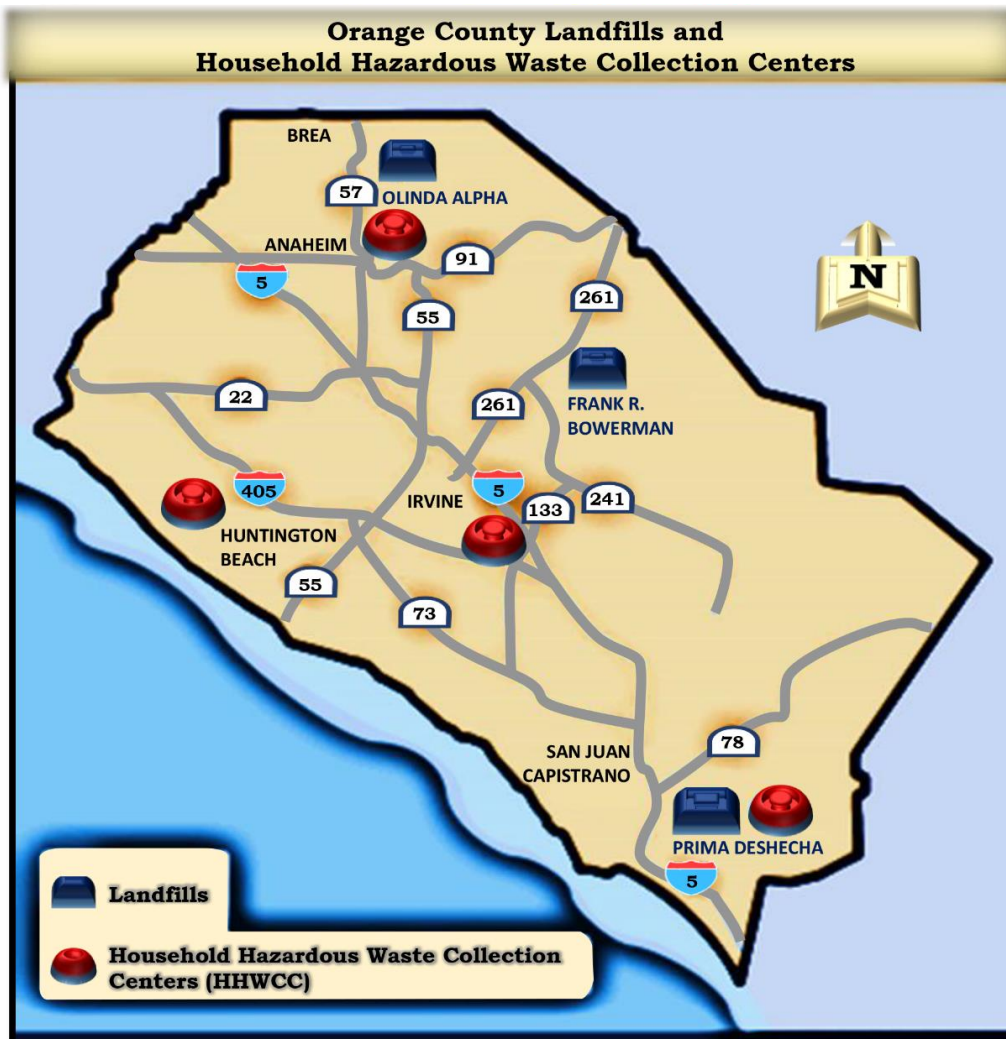 Orange County Landfills and
Household Hazardous Waste Collection Centers
BREA
57
OLINDA ALPHA
ANAHEIM
91
5
261
55
N
22
261
FRANK R.
BOWERMAN
405
IRVINE
5
133
241
HUNTINGTON
BEACH
55
73
78
SAN JUAN
CAPISTRANO
PRIMA DESHECHA
5
Landfills
Household Hazardous Waste Collection
Centers (HHWCC)